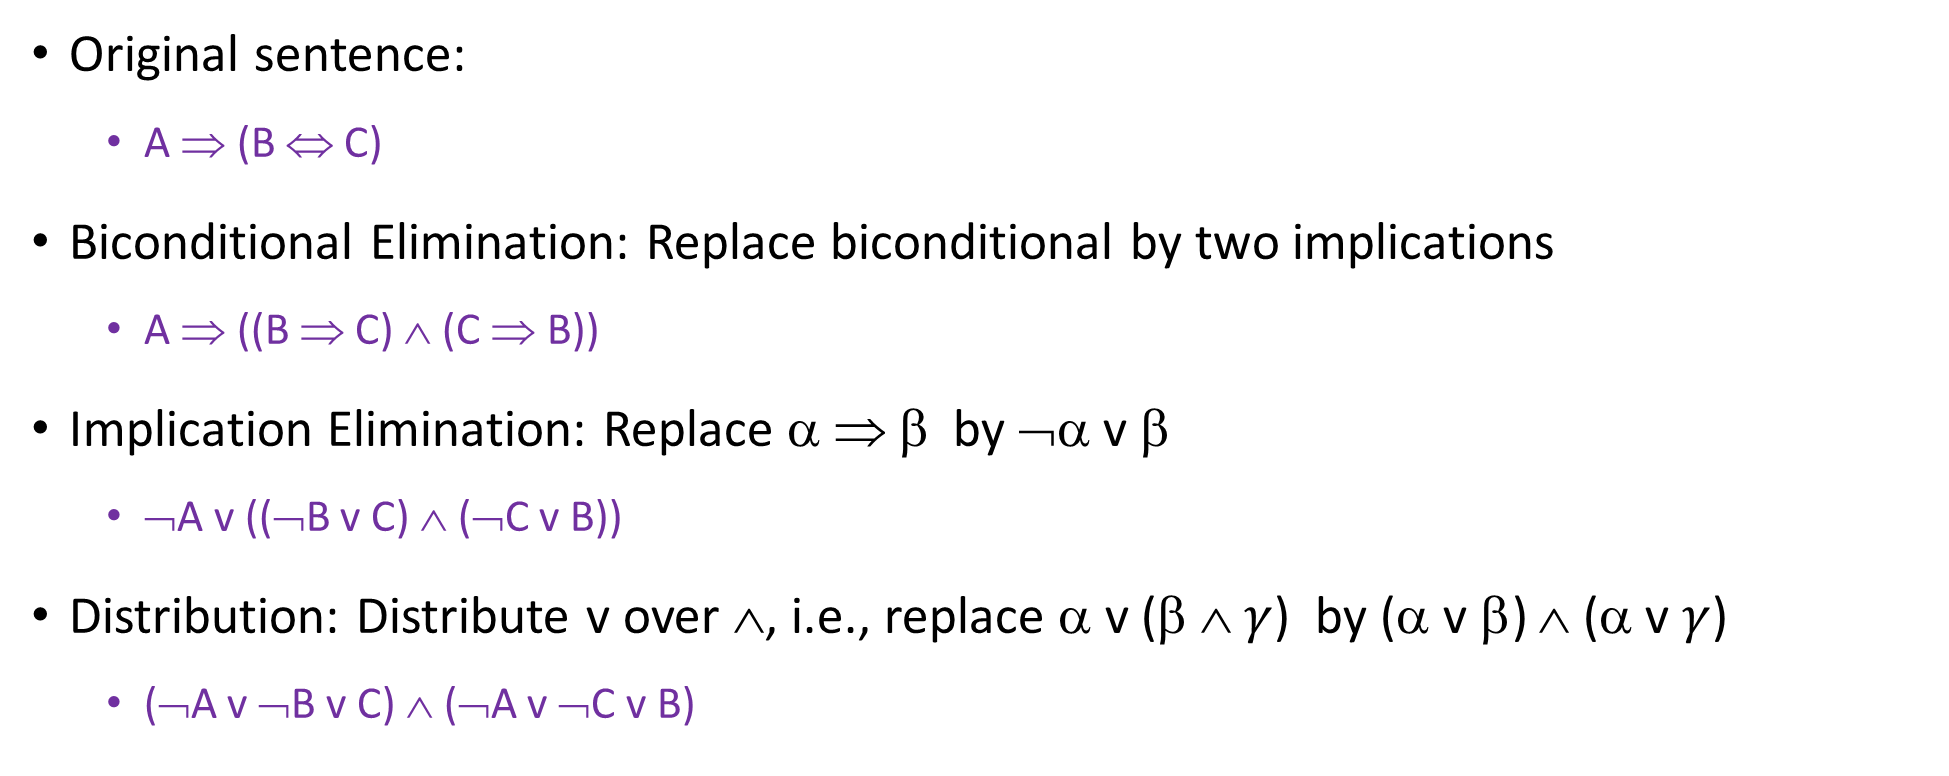 • Original sentence:
• A ⇒ (B ⇔ C)
• Biconditional Elimination: Replace biconditional by two implications
• A ⇒ ((B ⇒ C) ∧ (C ⇒ B))
• Implication Elimination: Replace α ⇒ β by ¬α v β
• ¬A v ((¬B v C) ∧ (¬C v B))
• Distribution: Distribute v over ∧, i.e., replace α v (β ∧ γ) by (α v β) ∧ (α v γ)
• (¬A v ¬B v C) ∧ (¬A v ¬C v B)